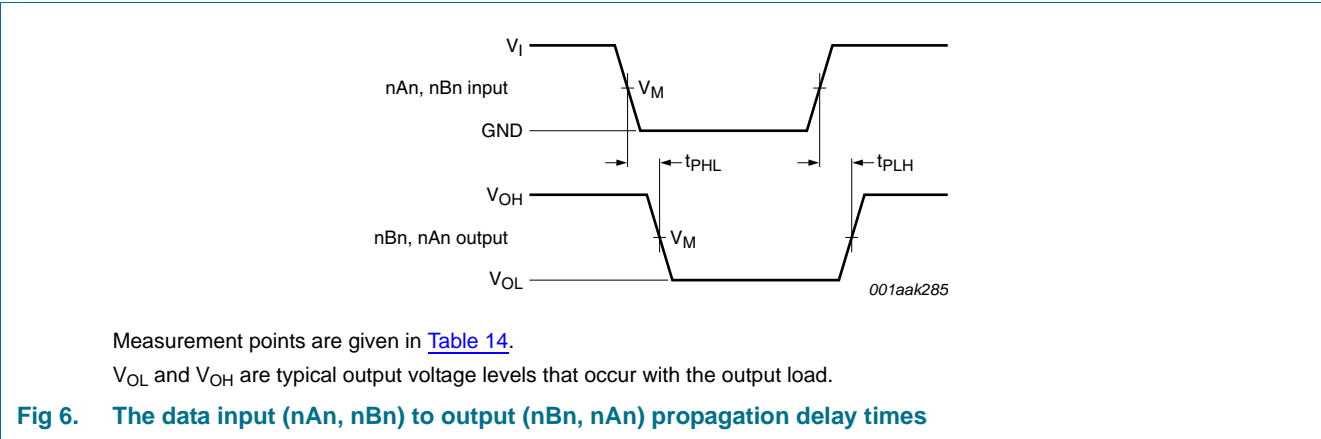 VI
nAn, nBn input
VM
GND
tPHL
tPLH
VOH
nBn, nAn output
VM
VOL
001aak285
Measurement points are given in Table 14.
VOL and VOH are typical output voltage levels that occur with the output load.
Fig 6. The data input (nAn, nBn) to output (nBn, nAn) propagation delay times